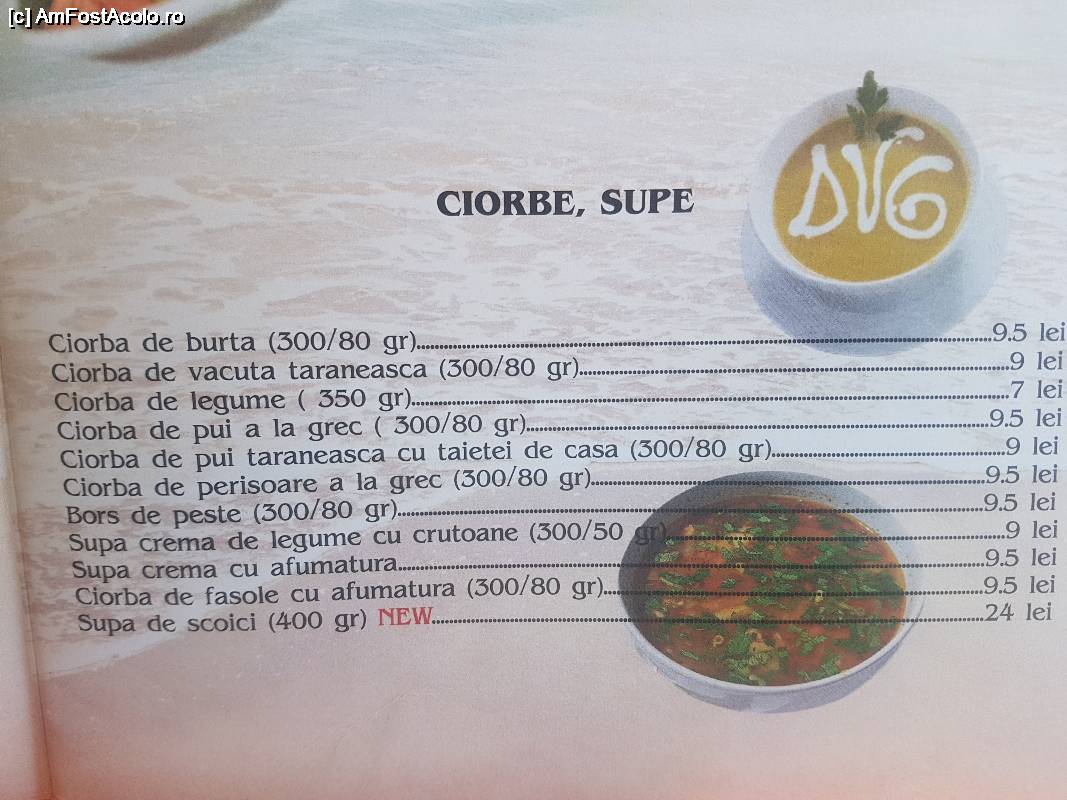 [c] AmFostAcolo.ro
DVG
CIORBE, SUPE
Ciorba de burta (300/80 gr)...9.5 lei
Ciorba de vacuta taraneasca (300/80 gr)...9 lei
Ciorba de legume ( 350 gr)...7 lei
Ciorba de pui a la grec ( 300/80 gr)...9.5 lei
Ciorba de pui taraneasca cu taietei de casa (300/80 gr)...9 lei
Ciorba de perisoare a la grec (300/80 gr)...9.5 lei
Bors de peste (300/80 gr)...9.5 lei
Supa crema de legume cu crutoane (300/50 gr)...9 lei
Supa crema cu afumatura...9.5 lei
Ciorba de fasole cu afumatura (300/80 gr)...9.5 lei
Supa de scoici (400 gr) NEW...24 lei